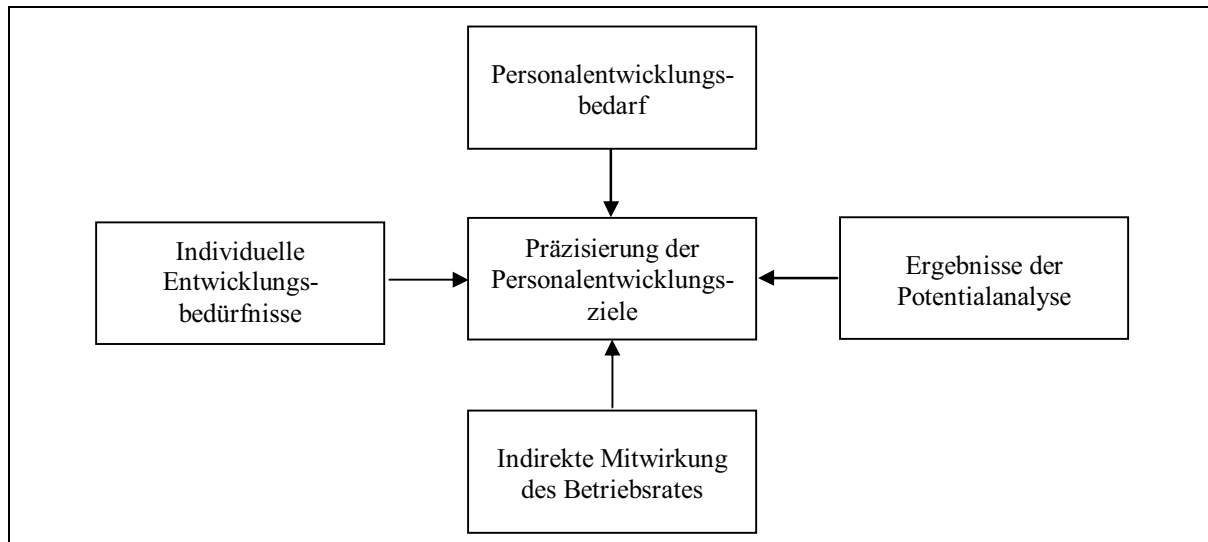 Personalentwicklungs-
bedarf
Individuelle
Entwicklungs-
bedürfnisse
Präzisierung der
Personalentwicklungs-
ziele
Ergebnisse der
Potentialanalyse
Indirekte Mitwirkung
des Betriebsrates